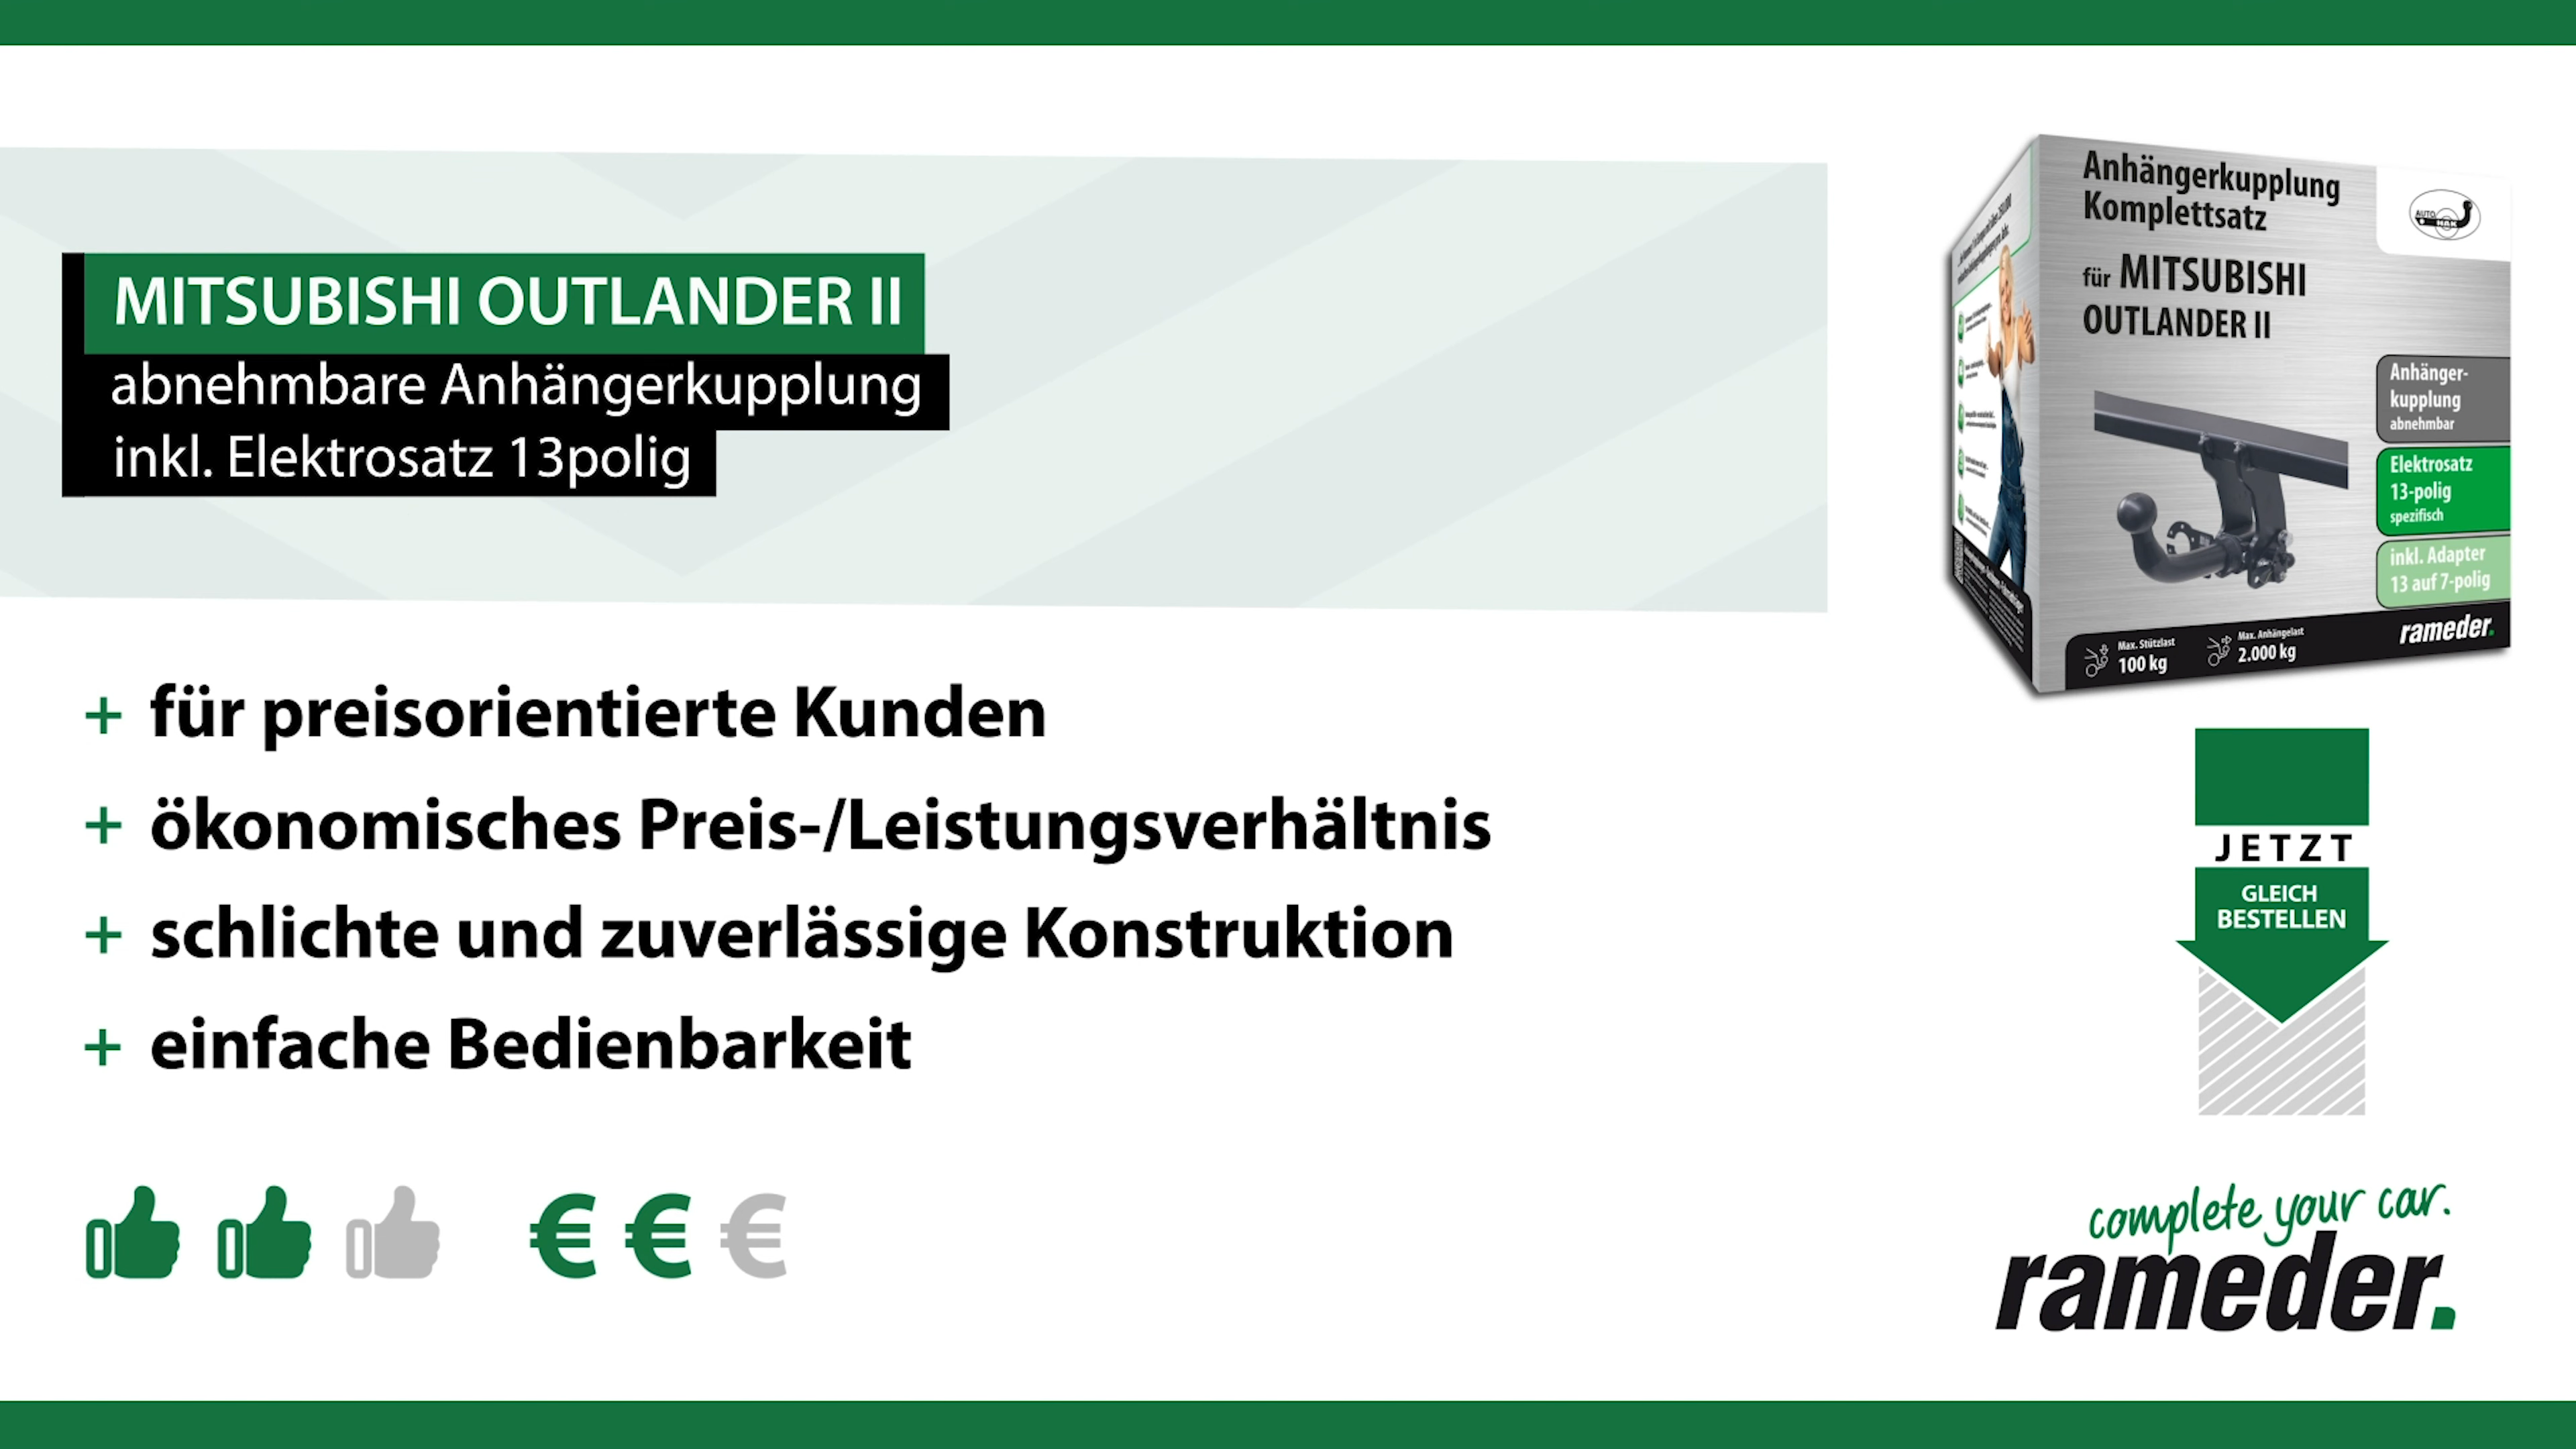 MITSUBISHI OUTLANDER II
abnehmbare Anhängerkupplung
inkl. Elektrosatz 13polig
+ für preisorientierte Kunden
+ ökonomisches Preis-/Leistungsverhältnis
+ schlichte und zuverlässige Konstruktion
+ einfache Bedienbarkeit
€ € €
Anhängerkupplung
Komplettsatz
für MITSUBISHI
OUTLANDER II
AUTO
HAK
Anhänger-
kupplung
abnehmbar
Elektrosatz
13-polig
spezifisch
inkl. Adapter
13 auf 7-polig
Max. Stützlast
100 kg
Max. Anhängelast
2.000 kg
rameder.
JETZT
GLEICH
BESTELLEN
complete your car.
rameder.